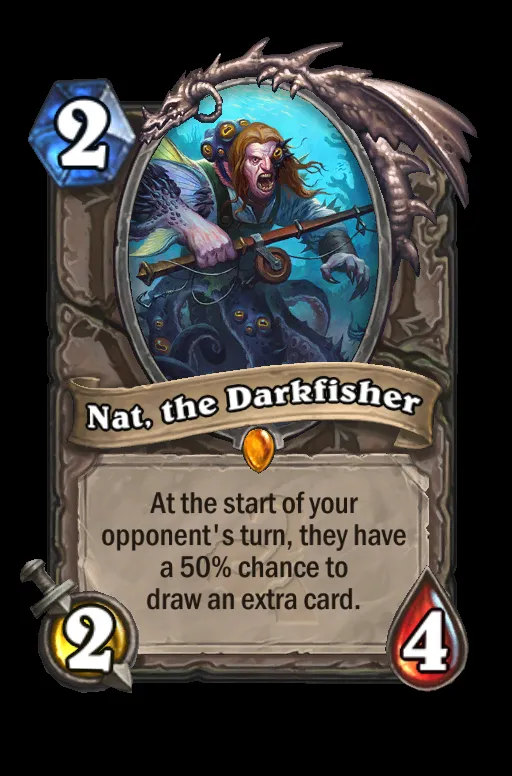 2
Nat, the Darkfisher
At the start of your
opponent's turn, they have
a 50% chance to
draw an extra card.
2
4